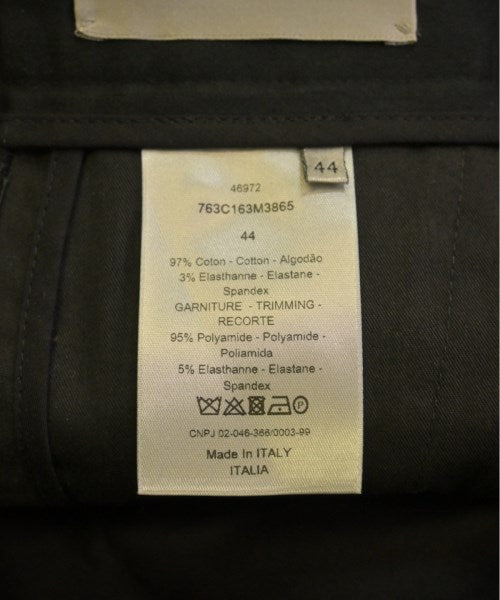 44
46972
763C163M3865
44
97% Coton - Cotton - Algodão
3% Elasthanne - Elastane -
Spandex
GARNITURE - TRIMMING -
RECORTE
95% Polyamide - Polyamide -
Poliamida
5% Elasthanne - Elastane -
Spandex
P
CNPJ 02-046-366/0003-99
Made In ITALY
ITALIA